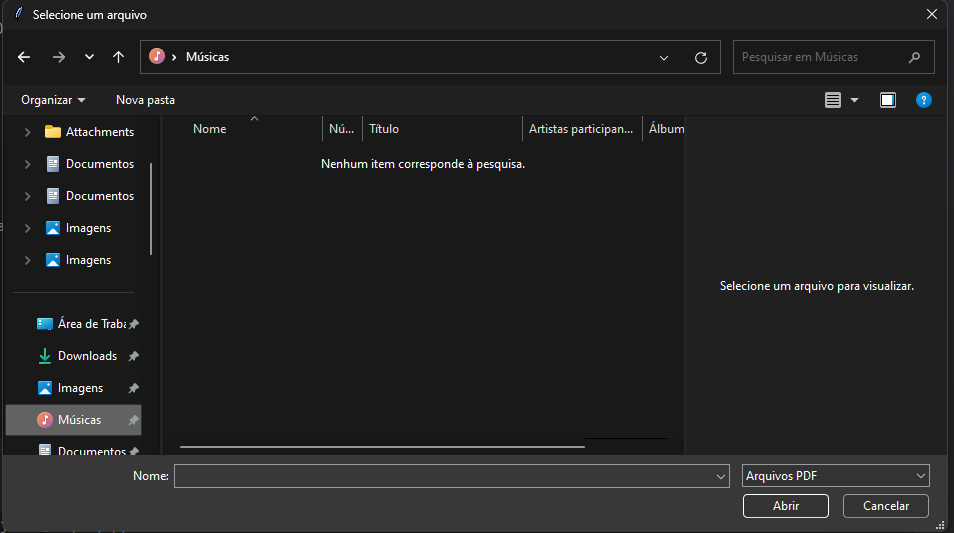 Selecione um arquivo
Músicas
Pesquisar em Músicas
Organizar
Nova pasta
Attachments
Documentos
Documentos
Imagens
Imagens
Área de Traba
Downloads
Imagens
Músicas
Documentos
Nome
Nú...
Título
Artistas participan...
Álbum
Nenhum item corresponde à pesquisa.
Selecione um arquivo para visualizar.
Nome:
Arquivos PDF
Abrir
Cancelar